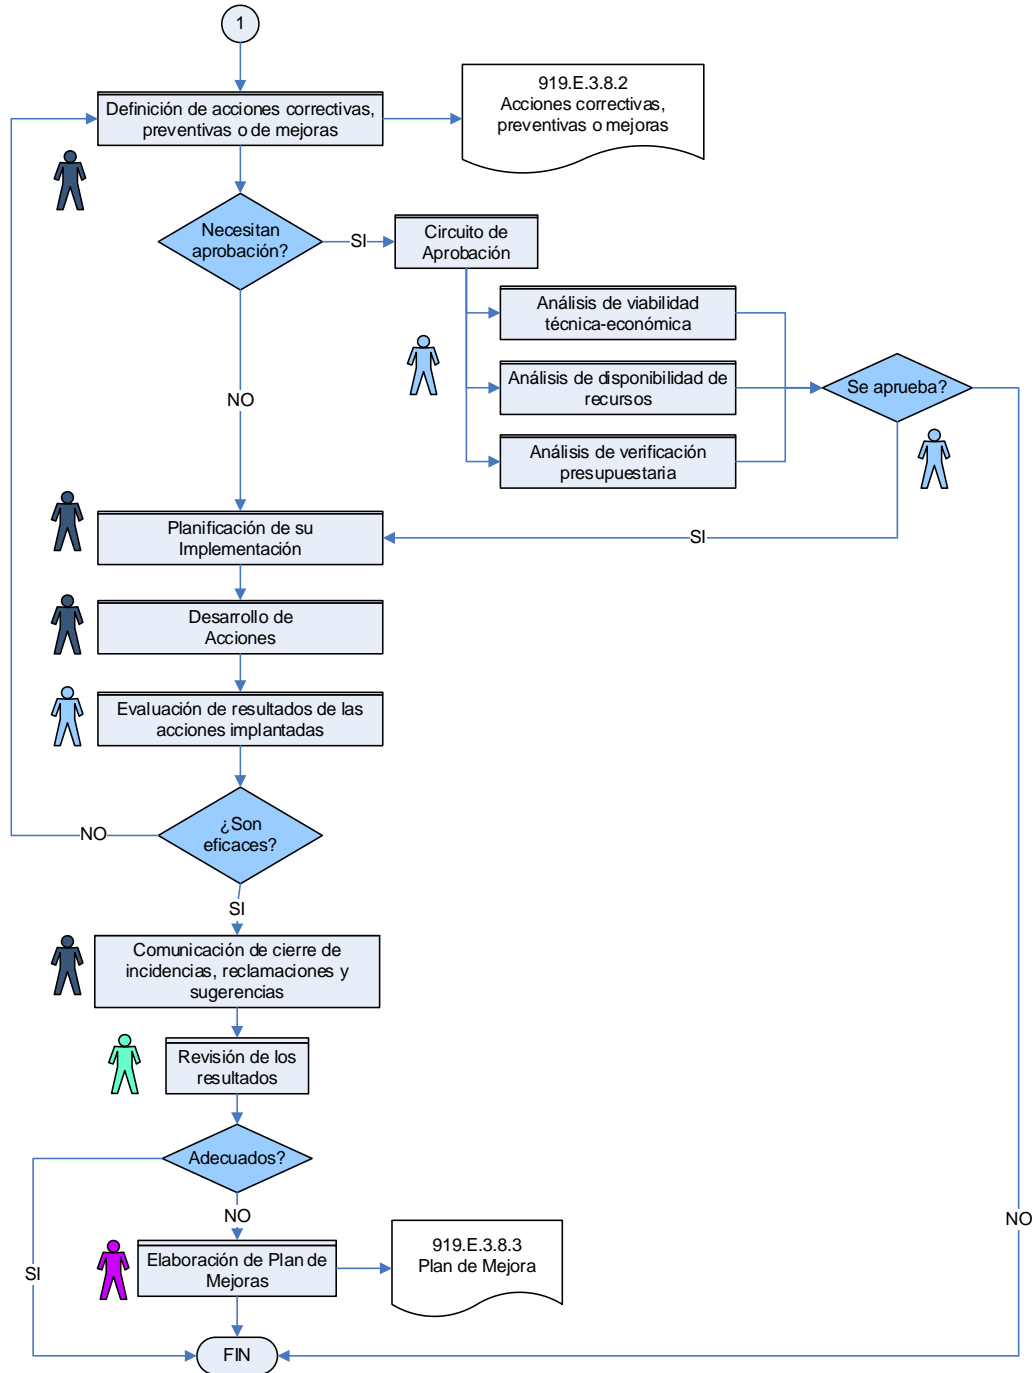 1
Definición de acciones correctivas,
preventivas o de mejoras
919.E.3.8.2
Acciones correctivas,
preventivas o mejoras
Necesitan
aprobación?
SI
Circuito de
Aprobación
Análisis de viabilidad
técnica-económica
Análisis de disponibilidad de
recursos
Análisis de verificación
presupuestaria
Se aprueba?
NO
SI
Planificación de su
Implementación
Desarrollo de
Acciones
Evaluación de resultados de las
acciones implantadas
¿Son
eficaces?
NO
SI
Comunicación de cierre de
incidencias, reclamaciones y
sugerencias
Revisión de los
resultados
Adecuados?
NO
NO
SI
Elaboración de Plan de
Mejoras
919.E.3.8.3
Plan de Mejora
FIN